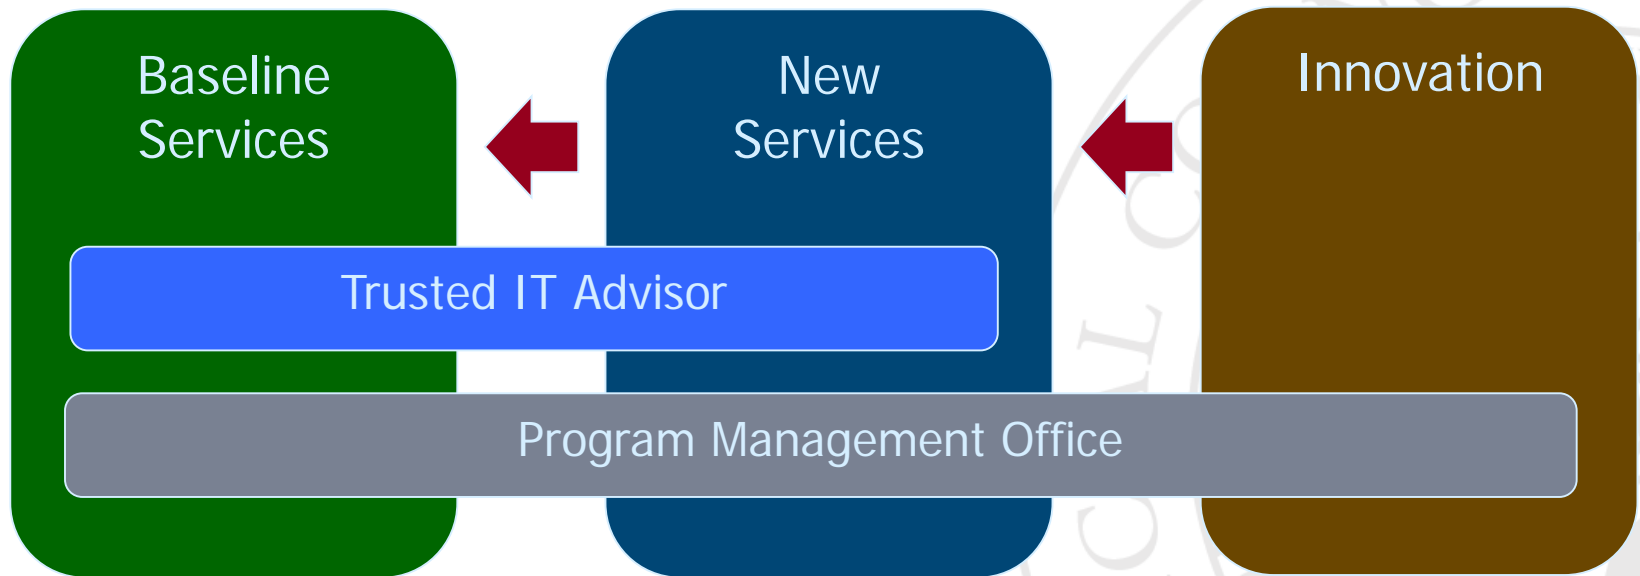 Baseline
Services
New
Services
Innovation
Trusted IT Advisor
Program Management Office